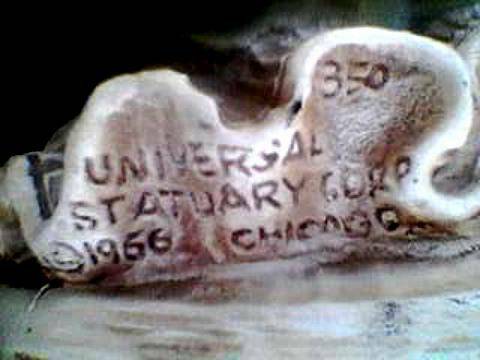 350
UNIVERSAL
STATUARY CORP.
©1966 CHICAGO